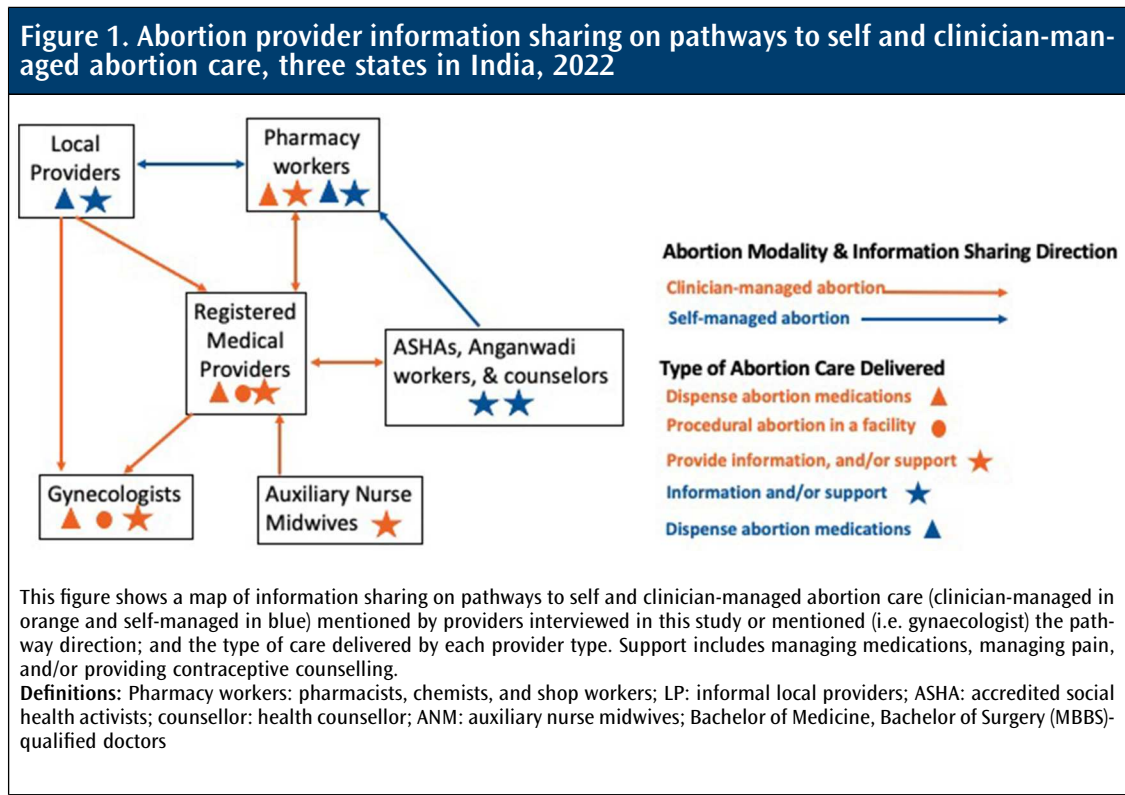 Figure 1. Abortion provider information sharing on pathways to self and clinician-man-
aged abortion care, three states in India, 2022
Local
Providers
Pharmacy
workers
Registered
Medical
Providers
ASHAs, Anganwadi
workers, & counselors
Gynecologists
Auxiliary Nurse
Midwives
Abortion Modality & Information Sharing Direction
Clinician-managed abortion
Self-managed abortion
Type of Abortion Care Delivered
Dispense abortion medications
Procedural abortion in a facility
Provide information, and/or support
Information and/or support
Dispense abortion medications
This figure shows a map of information sharing on pathways to self and clinician-managed abortion care (clinician-managed in
orange and self-managed in blue) mentioned by providers interviewed in this study or mentioned (i.e. gynaecologist) the path-
way direction; and the type of care delivered by each provider type. Support includes managing medications, managing pain,
and/or providing contraceptive counselling.
Definitions: Pharmacy workers: pharmacists, chemists, and shop workers; LP: informal local providers; ASHA: accredited social
health activists; counsellor: health counsellor; ANM: auxiliary nurse midwives; Bachelor of Medicine, Bachelor of Surgery (MBBS)-
qualified doctors